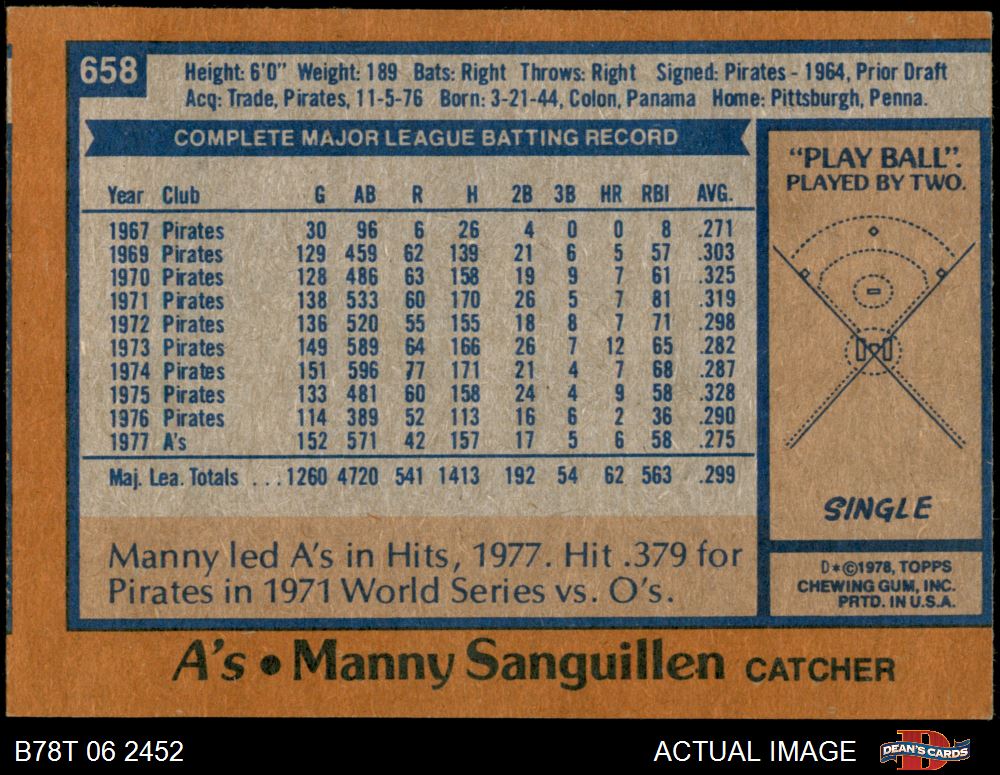 658
Height: 6'0" Weight: 189 Bats: Right Throws: Right Signed: Pirates - 1964, Prior Draft
Acq: Trade, Pirates, 11-5-76 Born: 3-21-44, Colon, Panama Home: Pittsburgh, Penna.
COMPLETE MAJOR LEAGUE BATTING RECORD
Year Club G AB R H 2B 3B HR RBI AVG.
1967 Pirates 30 96 6 26 4 0 0 8 .271
1969 Pirates 129 459 62 139 21 6 5 57 .303
1970 Pirates 128 486 63 158 19 9 7 61 .325
1971 Pirates 138 533 60 170 26 5 7 81 .319
1972 Pirates 136 520 55 155 18 8 7 71 .298
1973 Pirates 149 589 64 166 26 7 12 65 .282
1974 Pirates 151 596 77 171 21 4 7 68 .287
1975 Pirates 133 481 60 158 24 4 9 58 .328
1976 Pirates 114 389 52 113 16 6 2 36 .290
1977 A's 152 571 42 157 17 5 6 58 .275
Maj. Lea. Totals ...1260 4720 541 1413 192 54 62 563 .299
Manny led A's in Hits, 1977. Hit .379 for
Pirates in 1971 World Series vs. O's.
"PLAY BALL".
PLAYED BY TWO.
SINGLE
D*©1978, TOPPS
CHEWING GUM, INC.
PRTD. IN U.S.A.
A's • Manny Sanguillen CATCHER
B78T 06 2452
ACTUAL IMAGE
DEAN'S CARDS